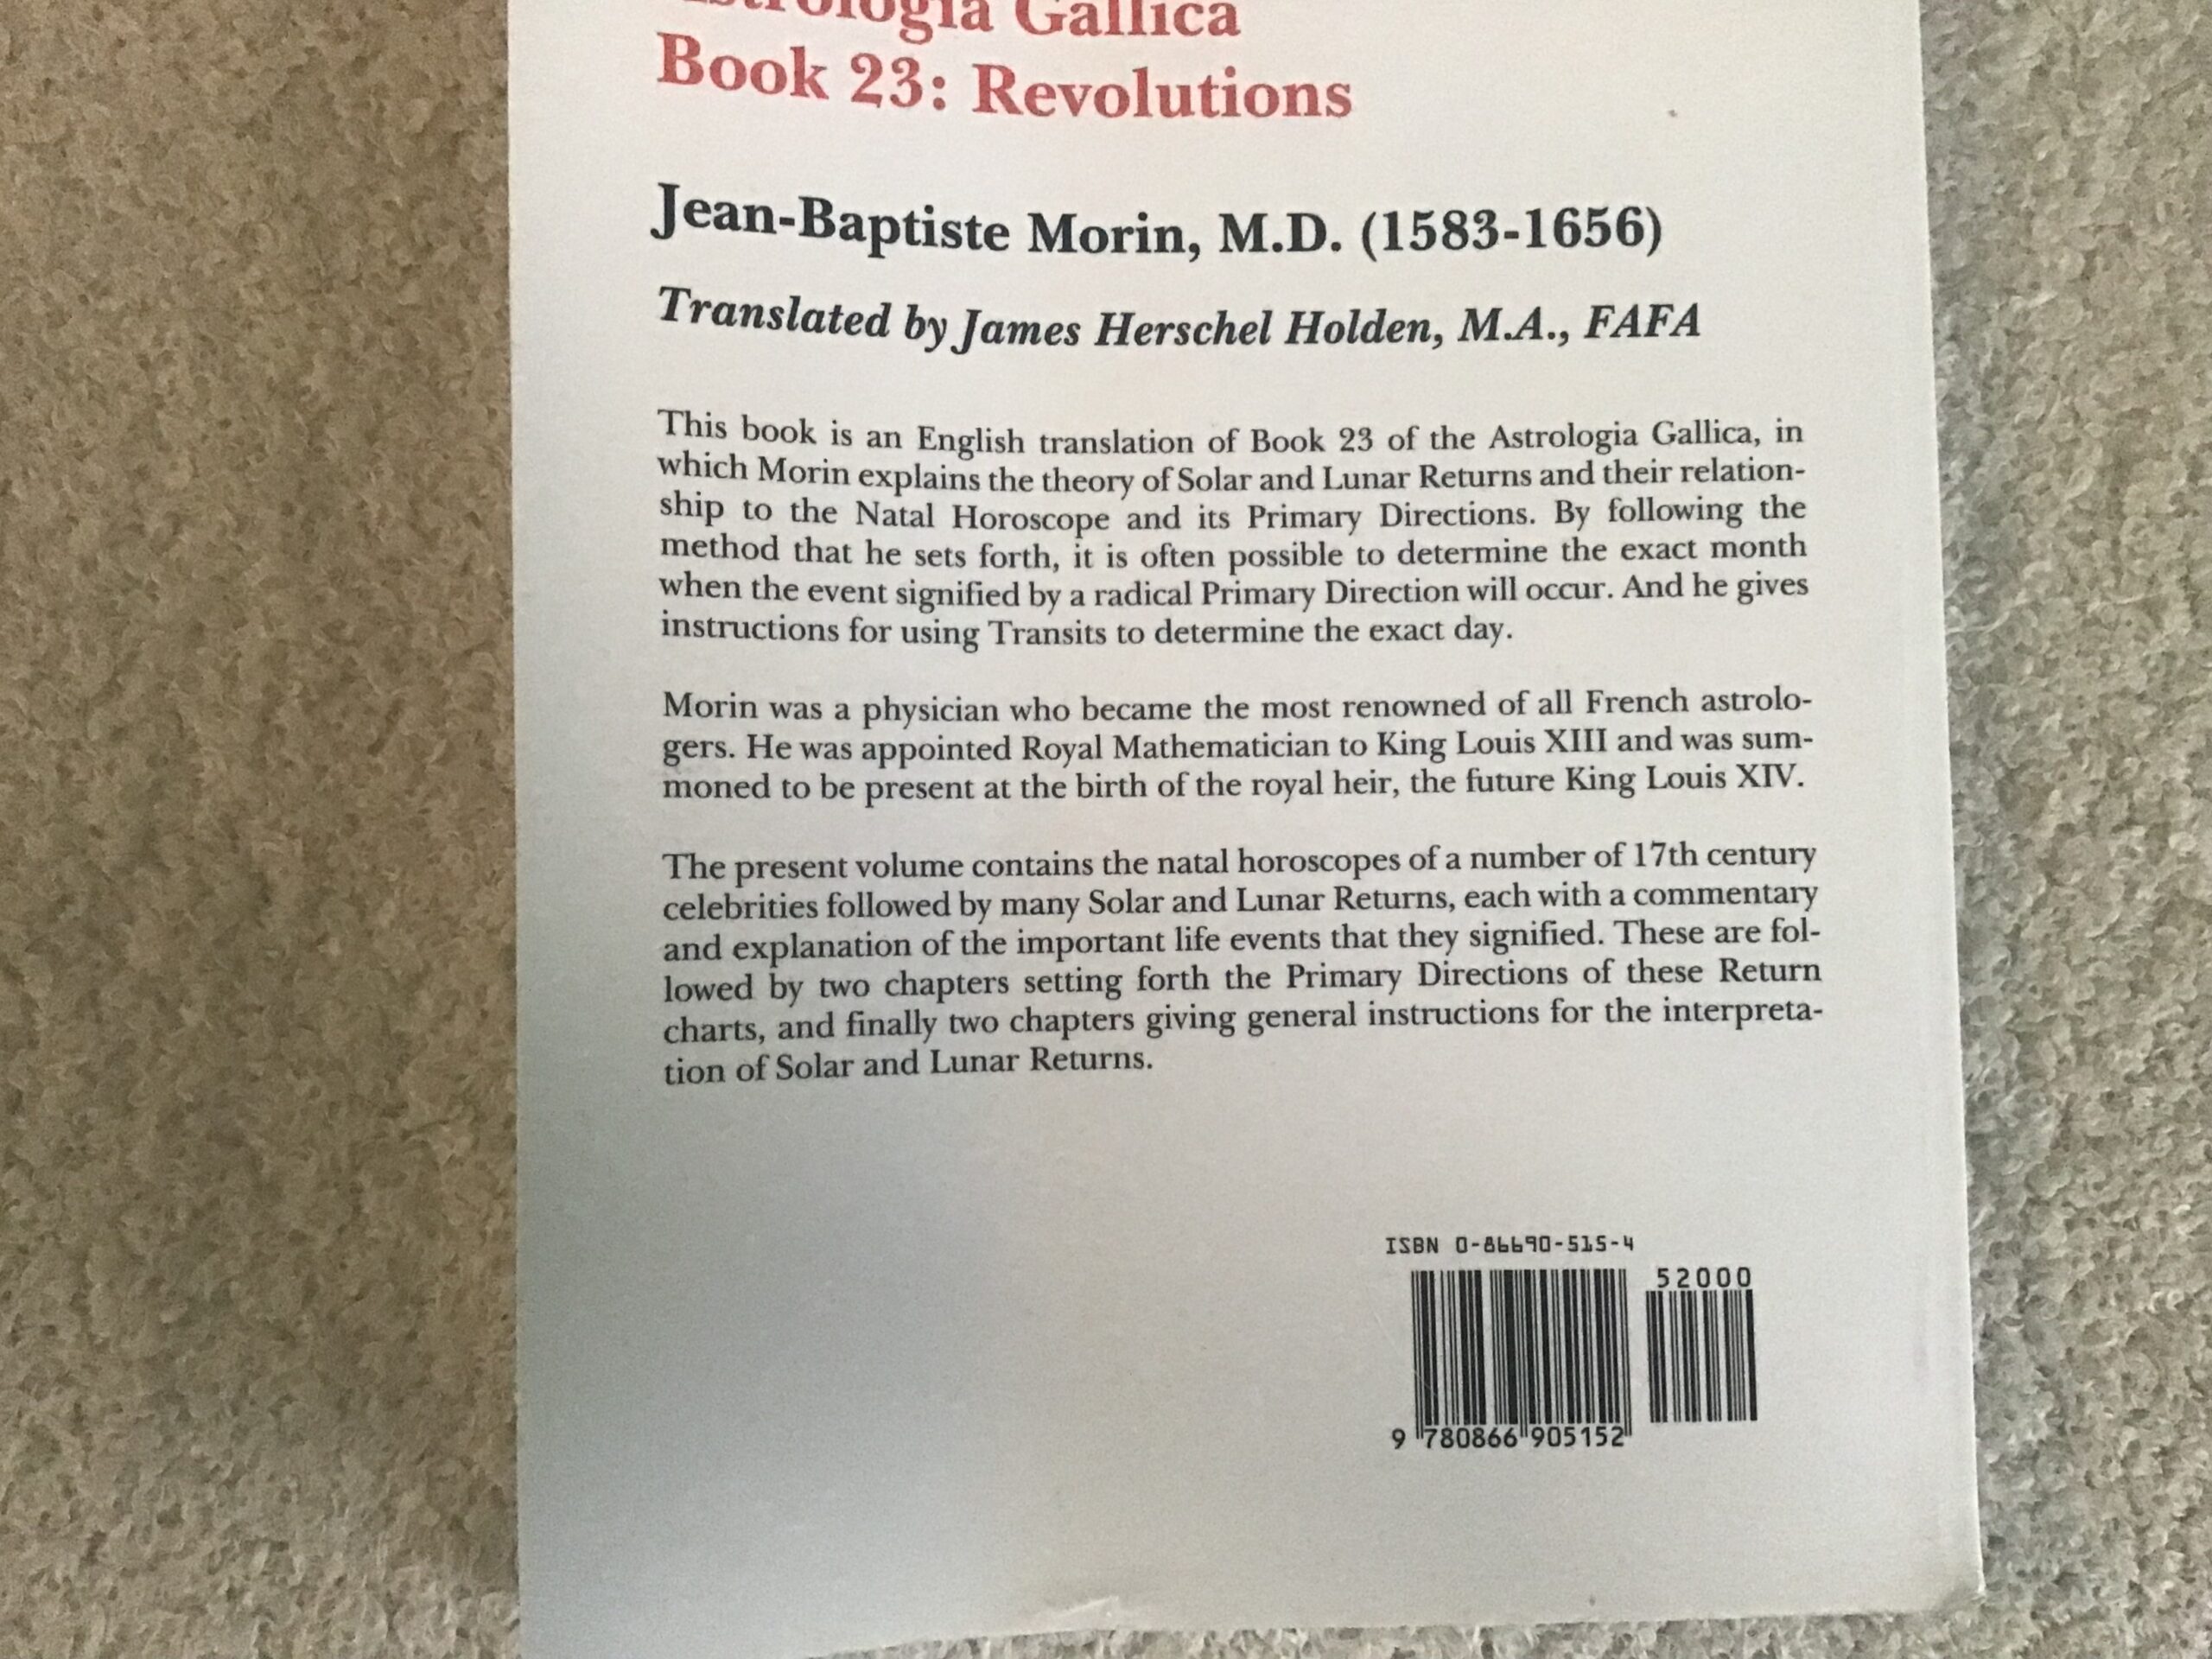 Astrologia Gallica
Book 23: Revolutions
Jean-Baptiste Morin, M.D. (1583-1656)
Translated by James Herschel Holden, M.A., FAFA
This book is an English translation of Book 23 of the Astrologia Gallica, in
which Morin explains the theory of Solar and Lunar Returns and their relation-
ship to the Natal Horoscope and its Primary Directions. By following the
method that he sets forth, it is often possible to determine the exact month
when the event signified by a radical Primary Direction will occur. And he gives
instructions for using Transits to determine the exact day.
Morin was a physician who became the most renowned of all French astrolo-
gers. He was appointed Royal Mathematician to King Louis XIII and was sum-
moned to be present at the birth of the royal heir, the future King Louis XIV.
The present volume contains the natal horoscopes of a number of 17th century
celebrities followed by many Solar and Lunar Returns, each with a commentary
and explanation of the important life events that they signified. These are fol-
lowed by two chapters setting forth the Primary Directions of these Return
charts, and finally two chapters giving general instructions for the interpreta-
tion of Solar and Lunar Returns.
ISBN 0-86690-515-4
52000
9 780866 905152